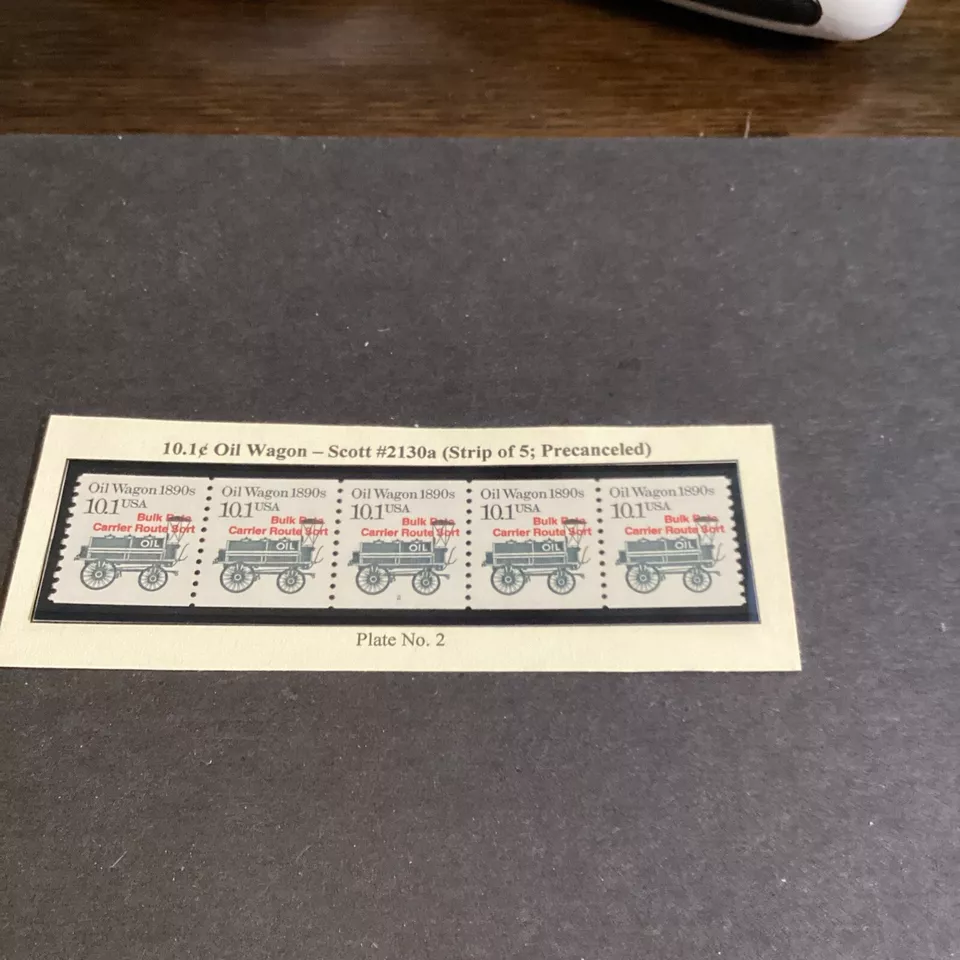 10.1¢ Oil Wagon – Scott #2130a (Strip of 5; Precanceled)
Oil Wagon 1890s
10.1 USA
Bulk Rate
Carrier Route Sort
OIL
Oil Wagon 1890s
10.1 USA
Bulk Rate
Carrier Route Sort
OIL
Oil Wagon 1890s
10.1 USA
Bulk Rate
Carrier Route Sort
OIL
2
Oil Wagon 1890s
10.1 USA
Bulk Rate
Carrier Route Sort
OIL
Oil Wagon 1890s
10.1 USA
Bulk Rate
Carrier Route Sort
OIL
Plate No. 2